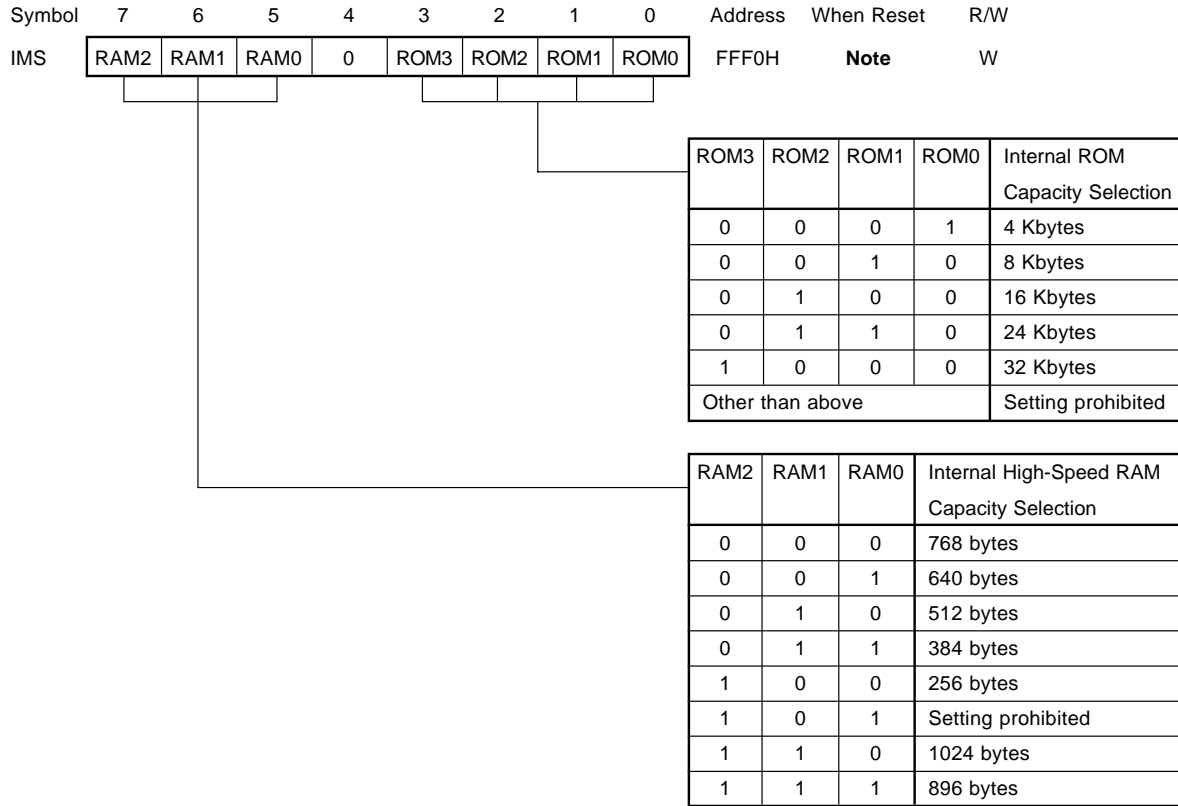 Symbol 7 6 5 4 3 2 1 0 Address When Reset R/W
IMS RAM2 RAM1 RAM0 0 ROM3 ROM2 ROM1 ROM0 FFF0H Note W
ROM3 ROM2 ROM1 ROM0 Internal ROM
Capacity Selection
0 0 0 1 4 Kbytes
0 0 1 0 8 Kbytes
0 1 0 0 16 Kbytes
0 1 1 0 24 Kbytes
1 0 0 0 32 Kbytes
Other than above Setting prohibited
RAM2 RAM1 RAM0 Internal High-Speed RAM
Capacity Selection
0 0 0 768 bytes
0 0 1 640 bytes
0 1 0 512 bytes
0 1 1 384 bytes
1 0 0 256 bytes
1 0 1 Setting prohibited
1 1 0 1024 bytes
1 1 1 896 bytes